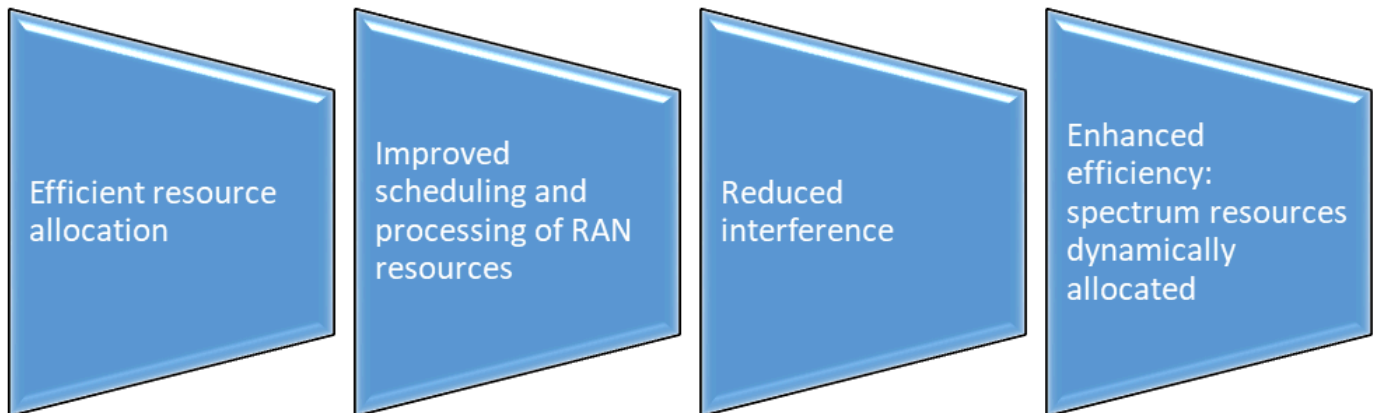 Efficient resource
allocation
Improved
scheduling and
processing of RAN
resources
Reduced
interference
Enhanced
efficiency:
spectrum resources
dynamically
allocated